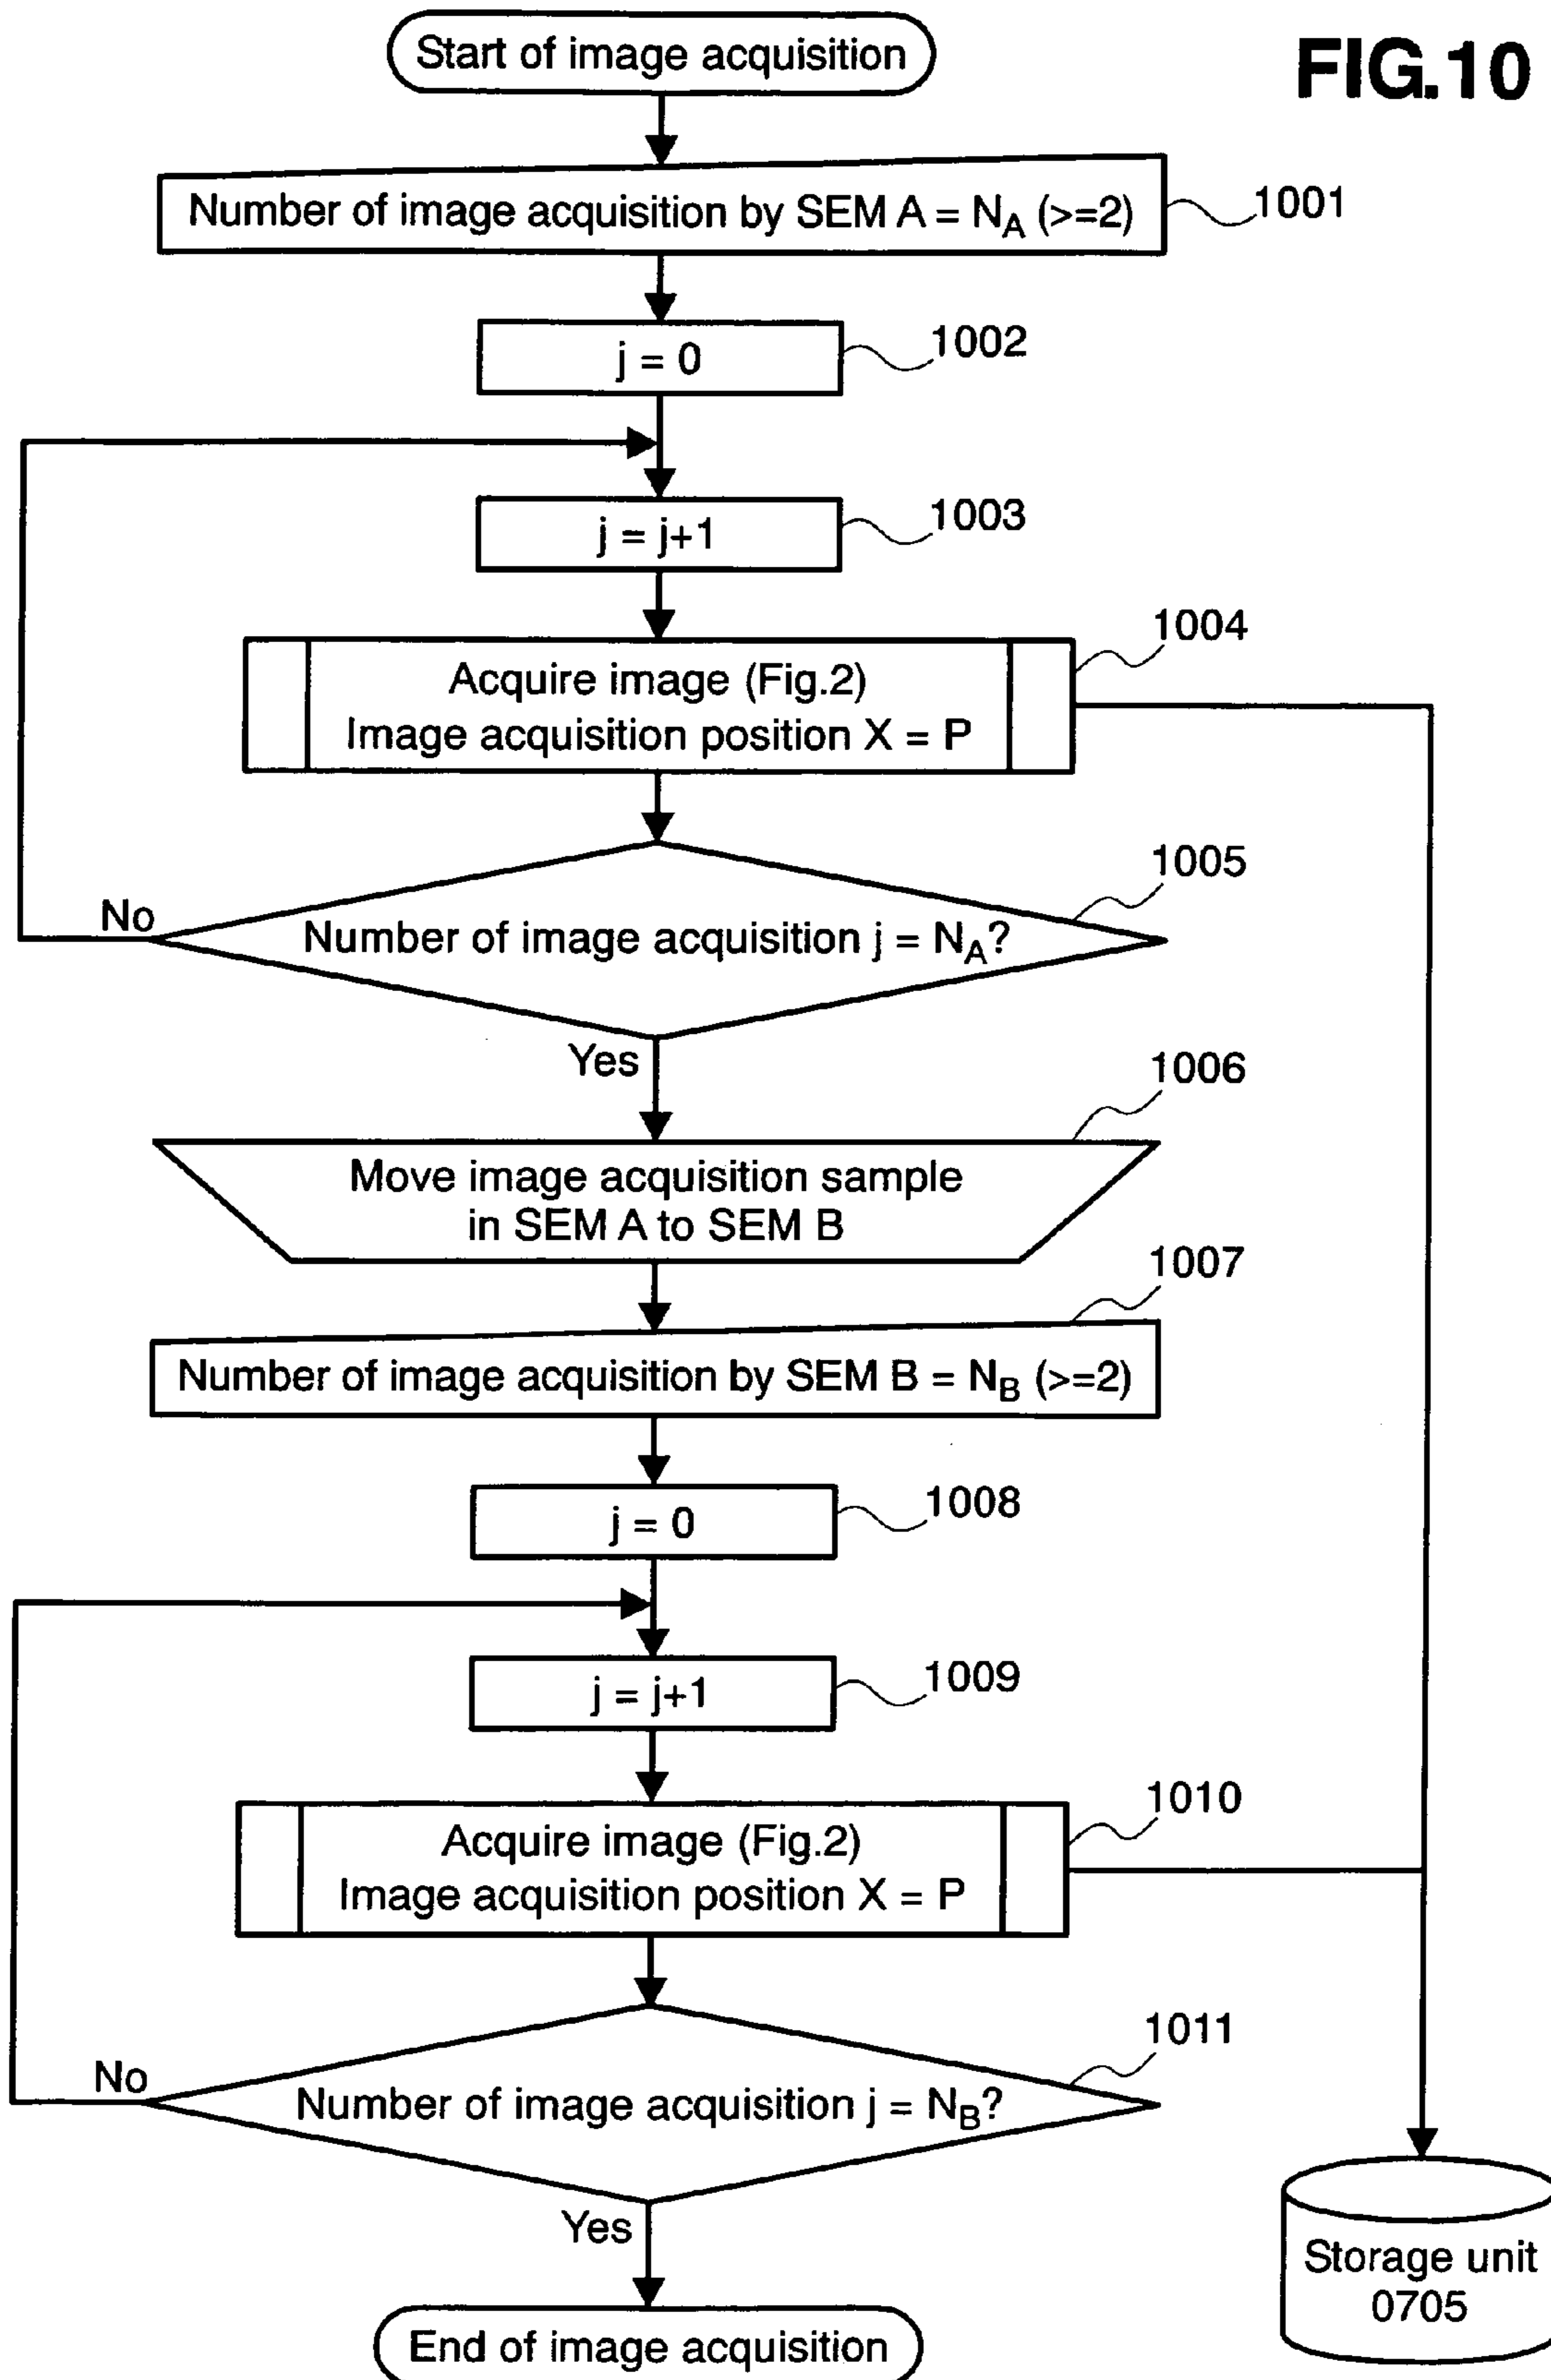 FIG.10
Start of image acquisition
Number of image acquisition by SEM A = N_A (>=2)
1001
j = 0
1002
j = j+1
1003
1004
Acquire image (Fig.2)
Image acquisition position X = P
1005
No
Number of image acquisition j = N_A?
Yes
1006
Move image acquisition sample
in SEM A to SEM B
1007
Number of image acquisition by SEM B = N_B (>=2)
j = 0
1008
j = j+1
1009
1010
Acquire image (Fig.2)
Image acquisition position X = P
1011
No
Number of image acquisition j = N_B?
Yes
Storage unit
0705
End of image acquisition